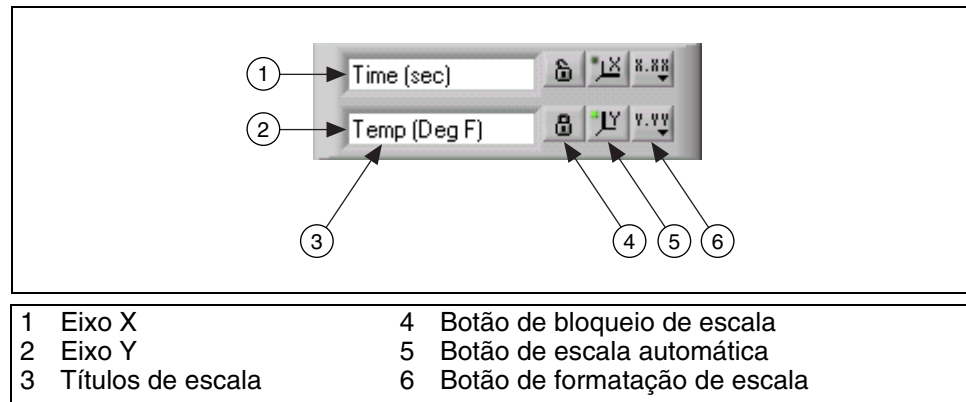 1 Time (sec) X X.XX
2 Temp (Deg F) Y Y.YY
3 4 5 6
1 Eixo X 4 Botão de bloqueio de escala
2 Eixo Y 5 Botão de escala automática
3 Títulos de escala 6 Botão de formatação de escala